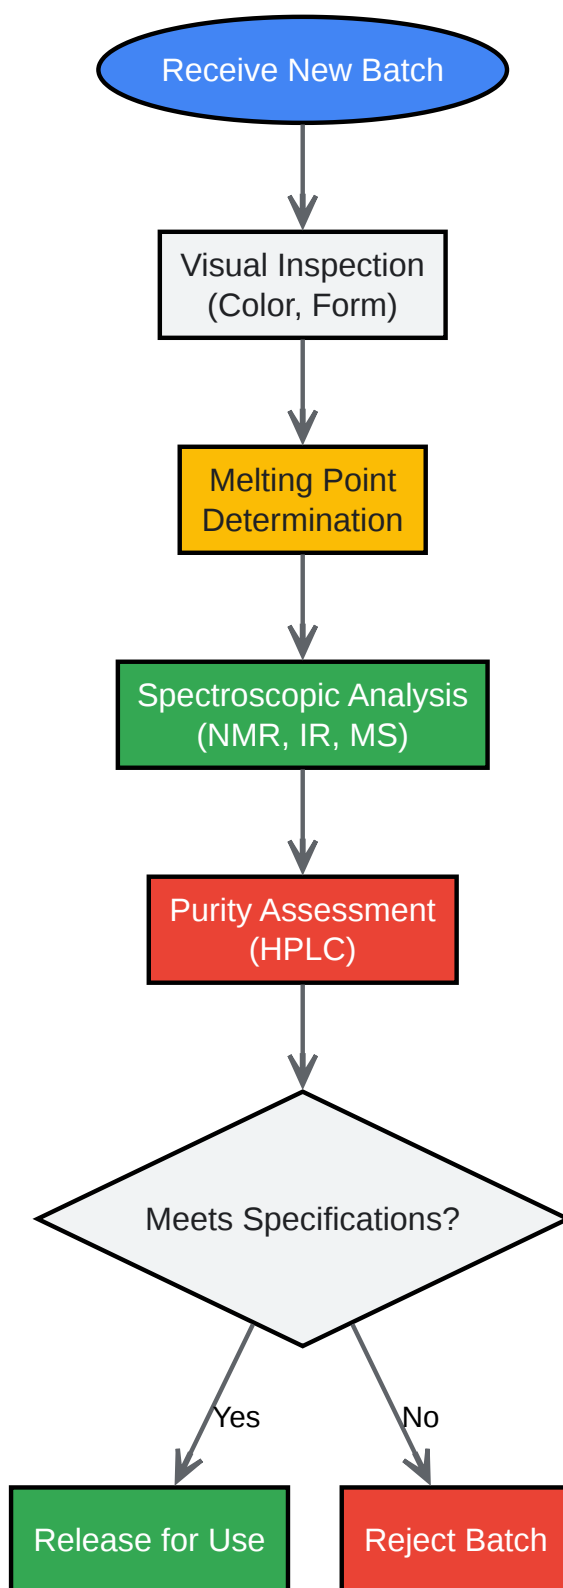 Receive New Batch
Visual Inspection
(Color, Form)
Melting Point
Determination
Spectroscopic Analysis
(NMR, IR, MS)
Purity Assessment
(HPLC)
Meets Specifications?
Yes
No
Release for Use
Reject Batch